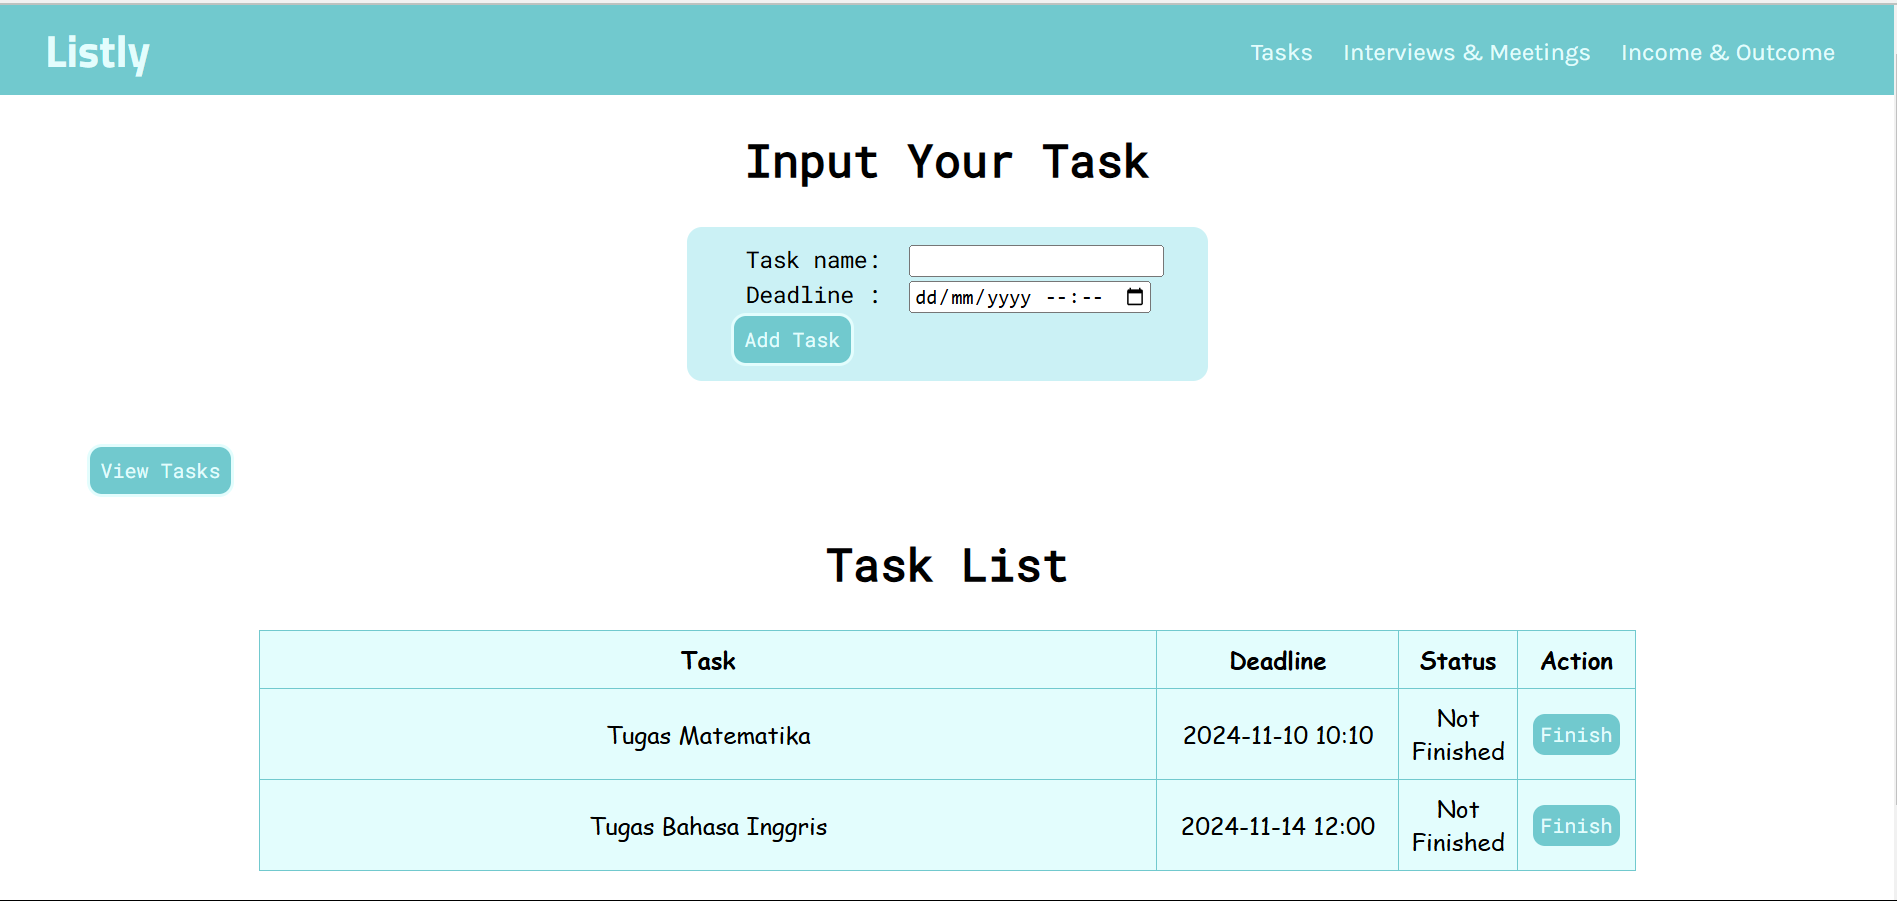 Listly
Tasks Interviews & Meetings Income & Outcome
Input Your Task
Task name:
Deadline : dd/mm/yyyy --:--
Add Task
View Tasks
Task List
Task Deadline Status Action
Tugas Matematika 2024-11-10 10:10 Not Finished Finish
Tugas Bahasa Inggris 2024-11-14 12:00 Not Finished Finish